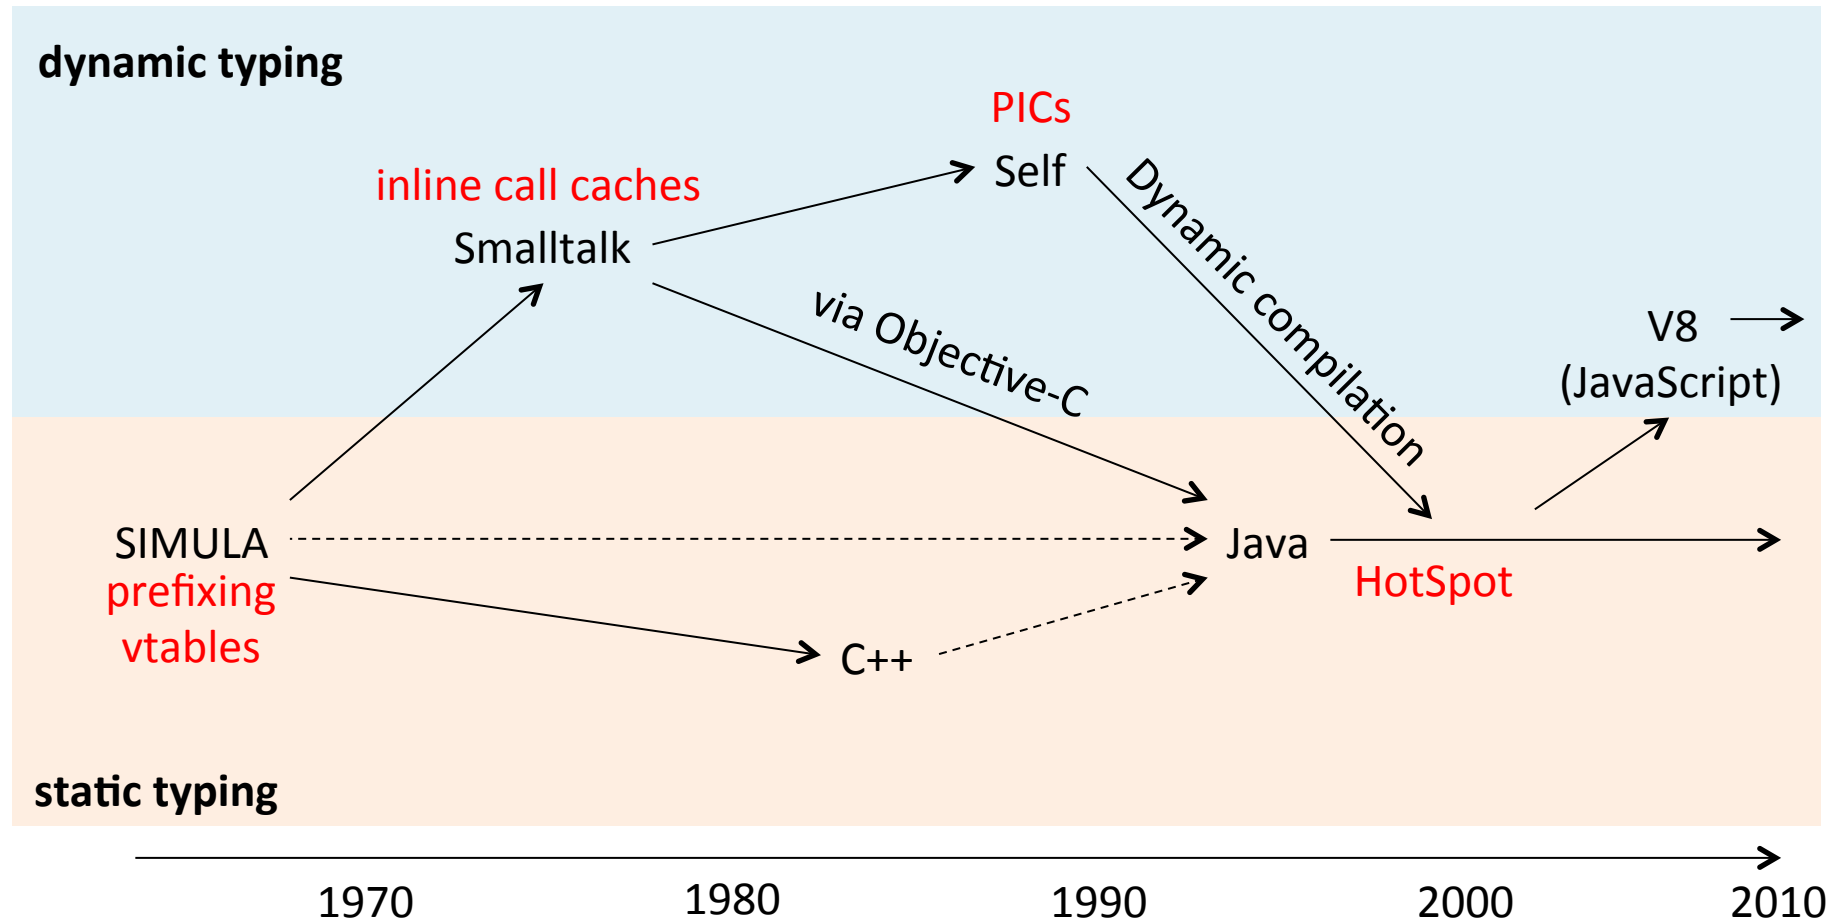 dynamic typing
PICs
Self
inline call caches
Smalltalk
Dynamic compilation
via Objective-C
V8
(JavaScript)
SIMULA
prefixing
vtables
Java
HotSpot
C++
static typing
1970
1980
1990
2000
2010